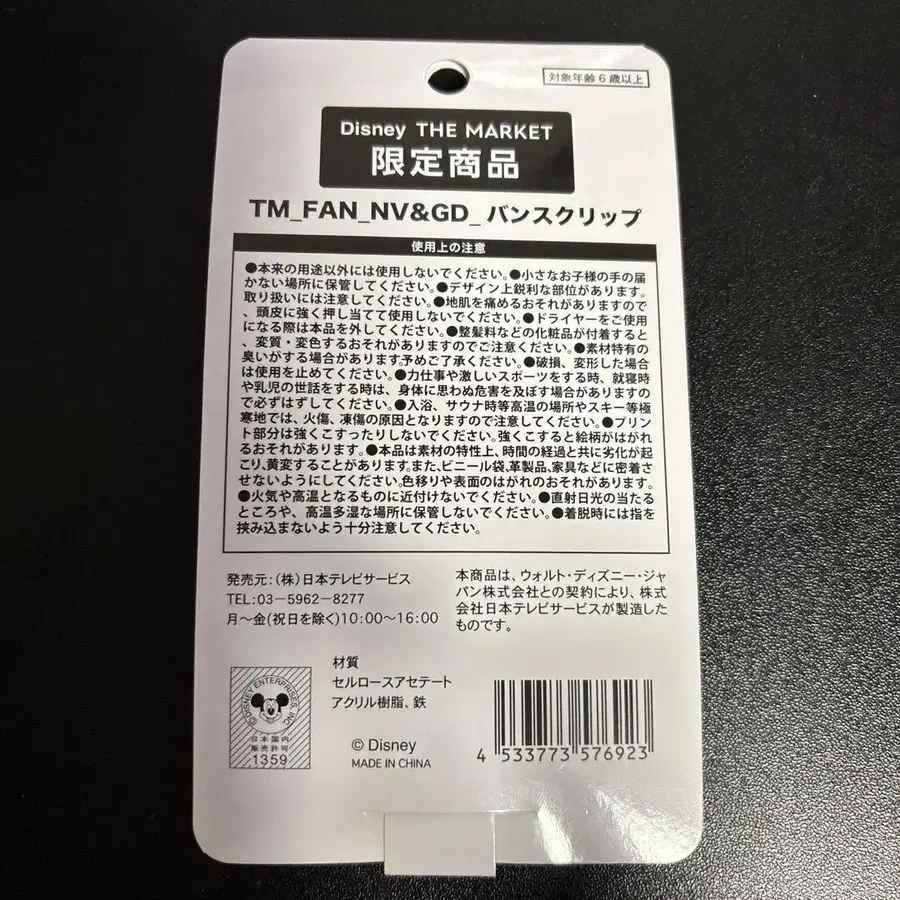 対象年齢6歳以上
Disney THE MARKET
限定商品
TM_FAN_NV&GD_バンスクリップ
使用上の注意
●本来の用途以外には使用しないでください。●小さなお子様の手の届
かない場所に保管してください。●デザイン上鋭利な部位があります。
取り扱いには注意してください。●地肌を痛めるおそれがありますので
、頭皮に強く押し当てて使用しないでください。●ドライヤーをご使用
になる際は本品を外してください。●整髪料などの化粧品が付着すると
、変質・変色するおそれがありますのでご注意ください。●素材特有の
臭いがする場合があります。予めご了承ください。●破損、変形した場合
は使用を止めてください。●力仕事や激しいスポーツをする時、就寝時
や乳児の世話をする時は、身体に思わぬ危害を及ぼす場合がありますの
で必ずはずしてください。●入浴、サウナ時等高温の場所やスキー等極
寒地では、火傷、凍傷の原因となりますので注意してください。●プリン
ト部分は強くこすったりしないでください。強くこすると絵柄がはがれ
るおそれがあります。●本品は素材の特性上、時間の経過と共に劣化が起
こり、黄変することがあります。また、ビニール袋、革製品、家具などに密着さ
せないようにしてください。色移りや表面のはがれのおそれがあります。
●火気や高温となるものに近付けないでください。●直射日光の当たる
ところや、高温多湿な場所に保管しないでください。●着脱時には指を
挟み込まないよう十分注意してください。
発売元：(株)日本テレビサービス
TEL:03-5962-8277
月〜金(祝日を除く)10:00〜16:00
本商品は、ウォルト・ディズニー・ジャ
パン株式会社との契約により、株式
会社日本テレビサービスが製造した
ものです。
材質
セルロースアセテート
アクリル樹脂、鉄
©DISNEY ENTERPRISES, INC.
日本国内
販売許可
1359
© Disney
MADE IN CHINA
4 533773 576923